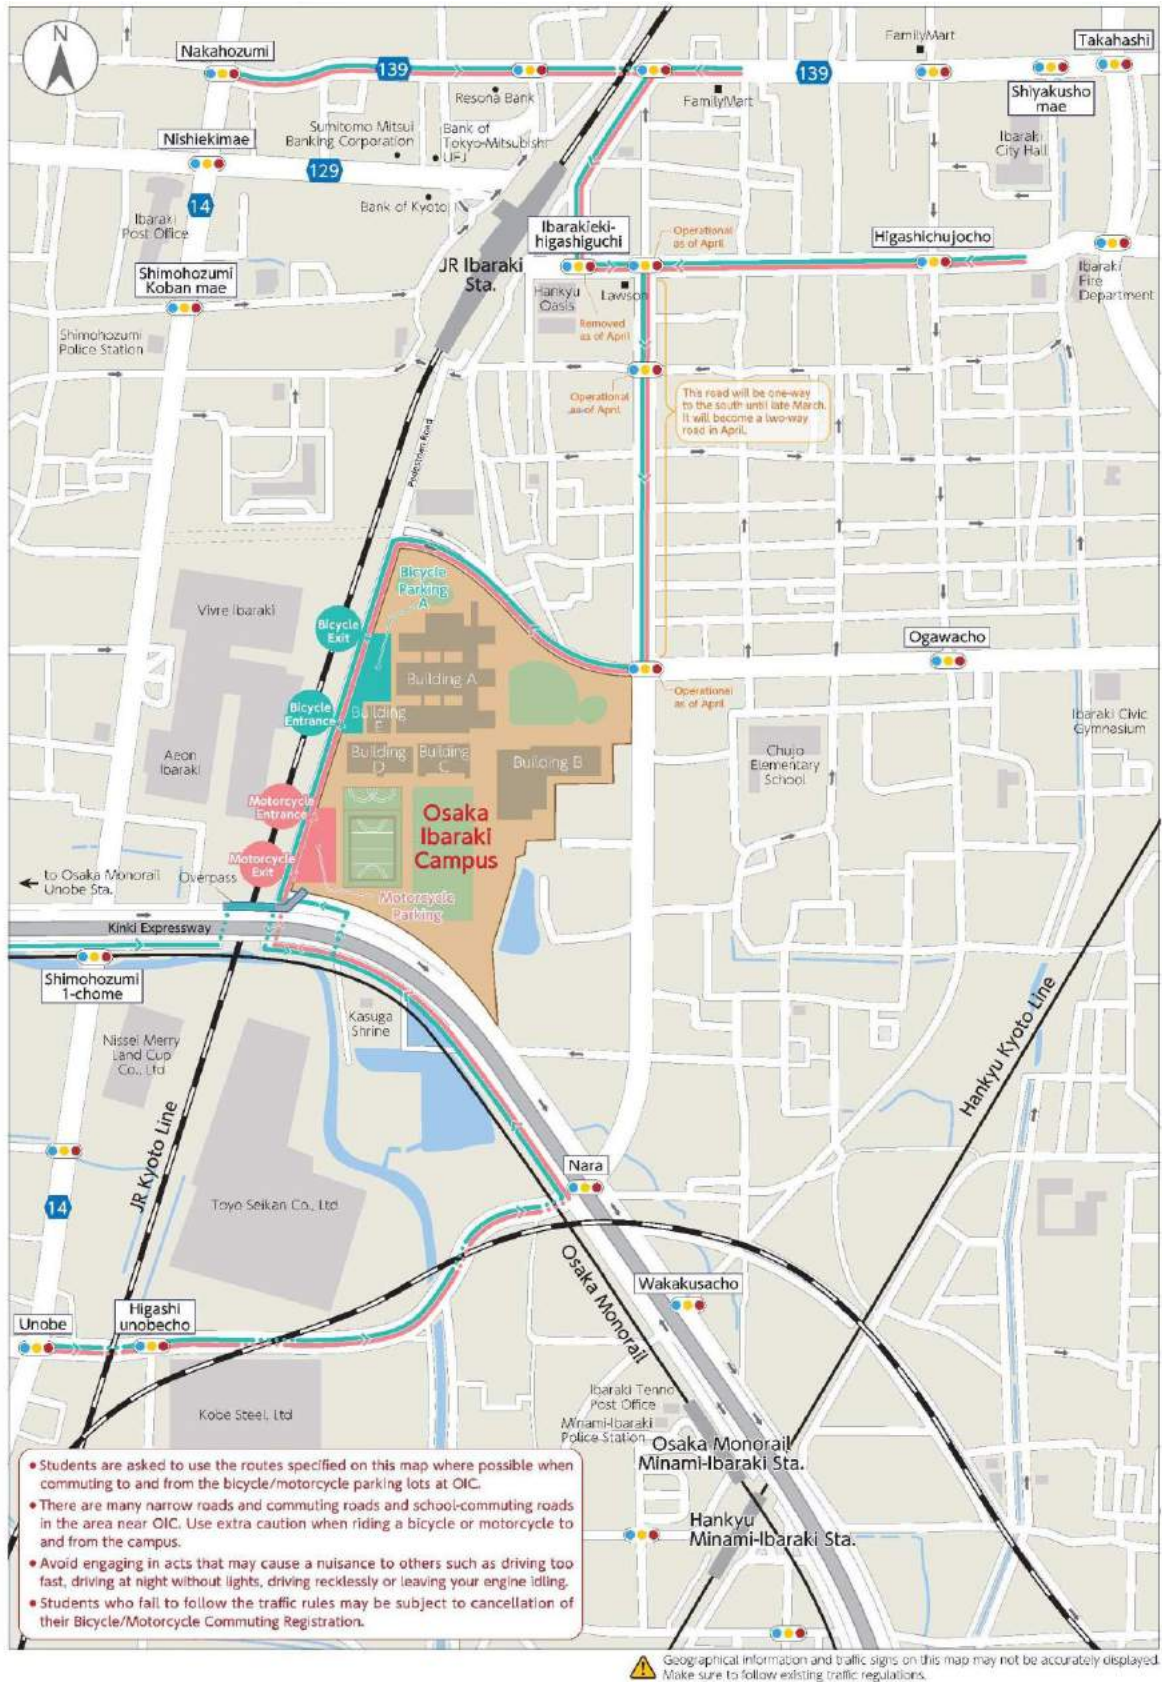 N
Nakahozumi
139
Resona Bank
FamilyMart
139
FamilyMart
Takahashi
Shiyakusho
mae
Nishiekimae
Sumitomo Mitsui
Banking Corporation
Bank of
Tokyo-Mitsubishi
UFJ
129
Ibaraki
City Hall
14
Bank of Kyoto
Ibaraki
Post Office
Ibarakieki-
higashiguchi
Operational
as of April
Higashichujocho
Shimohozumi
Koban mae
JR Ibaraki
Sta.
Hankyu
Oasis
Lawson
Ibaraki
Fire
Department
Removed
as of April
Shimohozumi
Police Station
Operational
as of April
This road will be one-way
to the south until late March.
It will become a two-way
road in April.
Pedestrian Road
Vivre Ibaraki
Bicycle
Parking
A
Bicycle
Exit
Ogawacho
Building A
Operational
as of April
Bicycle
Entrance
Building
E
Ibaraki Civic
Gymnasium
Aeon
Ibaraki
Building
D
Building
C
Building B
Chujo
Elementary
School
Motorcycle
Entrance
Osaka
Ibaraki
Campus
Motorcycle
Exit
to Osaka Monorail
Unobe Sta.
Overpass
Motorcycle
Parking
Kinki Expressway
Shimohozumi
1-chome
Kasuga
Shrine
Nissei Merry
Land Cup
Co., Ltd
Hankyu Kyoto Line
JR Kyoto Line
Nara
14
Toyo Seikan Co., Ltd
Osaka Monorail
Wakakusacho
Unobe
Higashi
unobecho
Ibaraki Tenno
Post Office
Kobe Steel, Ltd
Minami-Ibaraki
Police Station
Osaka Monorail
Minami-Ibaraki Sta.
Hankyu
Minami-Ibaraki Sta.
• Students are asked to use the routes specified on this map where possible when
commuting to and from the bicycle/motorcycle parking lots at OIC.
• There are many narrow roads and commuting roads and school-commuting roads
in the area near OIC. Use extra caution when riding a bicycle or motorcycle to
and from the campus.
• Avoid engaging in acts that may cause a nuisance to others such as driving too
fast, driving at night without lights, driving recklessly or leaving your engine idling.
• Students who fail to follow the traffic rules may be subject to cancellation of
their Bicycle/Motorcycle Commuting Registration.
Geographical information and traffic signs on this map may not be accurately displayed.
Make sure to follow existing traffic regulations.